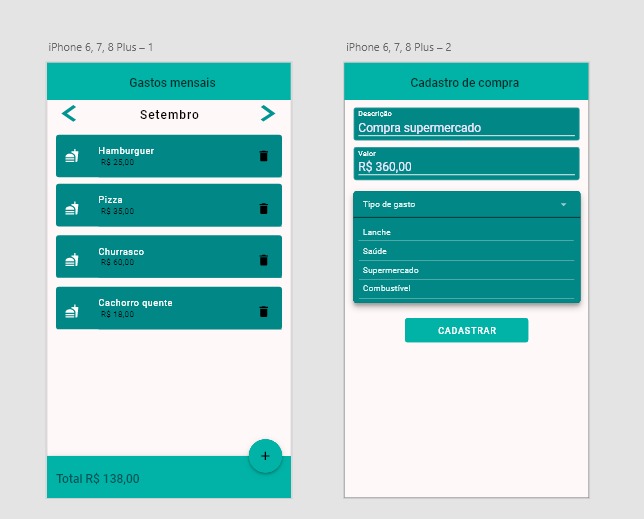 iPhone 6, 7, 8 Plus – 1
Gastos mensais
Setembro
Hamburguer
R$ 25,00
Pizza
R$ 35,00
Churrasco
R$ 60,00
Cachorro quente
R$ 18,00
+
Total R$ 138,00
iPhone 6, 7, 8 Plus – 2
Cadastro de compra
Descrição
Compra supermercado
Valor
R$ 360,00
Tipo de gasto
Lanche
Saúde
Supermercado
Combustível
CADASTRAR